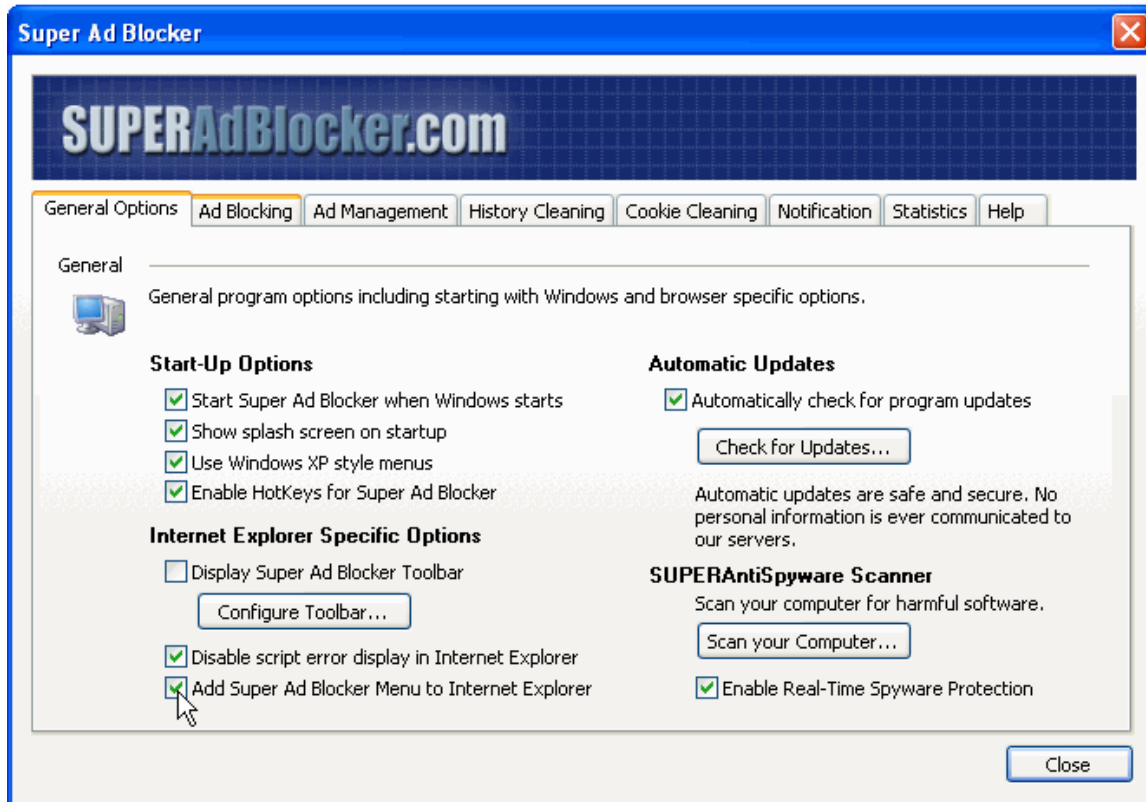 Super Ad Blocker
SUPERAdBlocker.com
General Options
Ad Blocking
Ad Management
History Cleaning
Cookie Cleaning
Notification
Statistics
Help
General
General program options including starting with Windows and browser specific options.
Start-Up Options
Start Super Ad Blocker when Windows starts
Show splash screen on startup
Use Windows XP style menus
Enable HotKeys for Super Ad Blocker
Internet Explorer Specific Options
Display Super Ad Blocker Toolbar
Configure Toolbar...
Disable script error display in Internet Explorer
Add Super Ad Blocker Menu to Internet Explorer
Automatic Updates
Automatically check for program updates
Check for Updates...
Automatic updates are safe and secure. No
personal information is ever communicated to
our servers.
SUPERAntiSpyware Scanner
Scan your computer for harmful software.
Scan your Computer...
Enable Real-Time Spyware Protection
Close